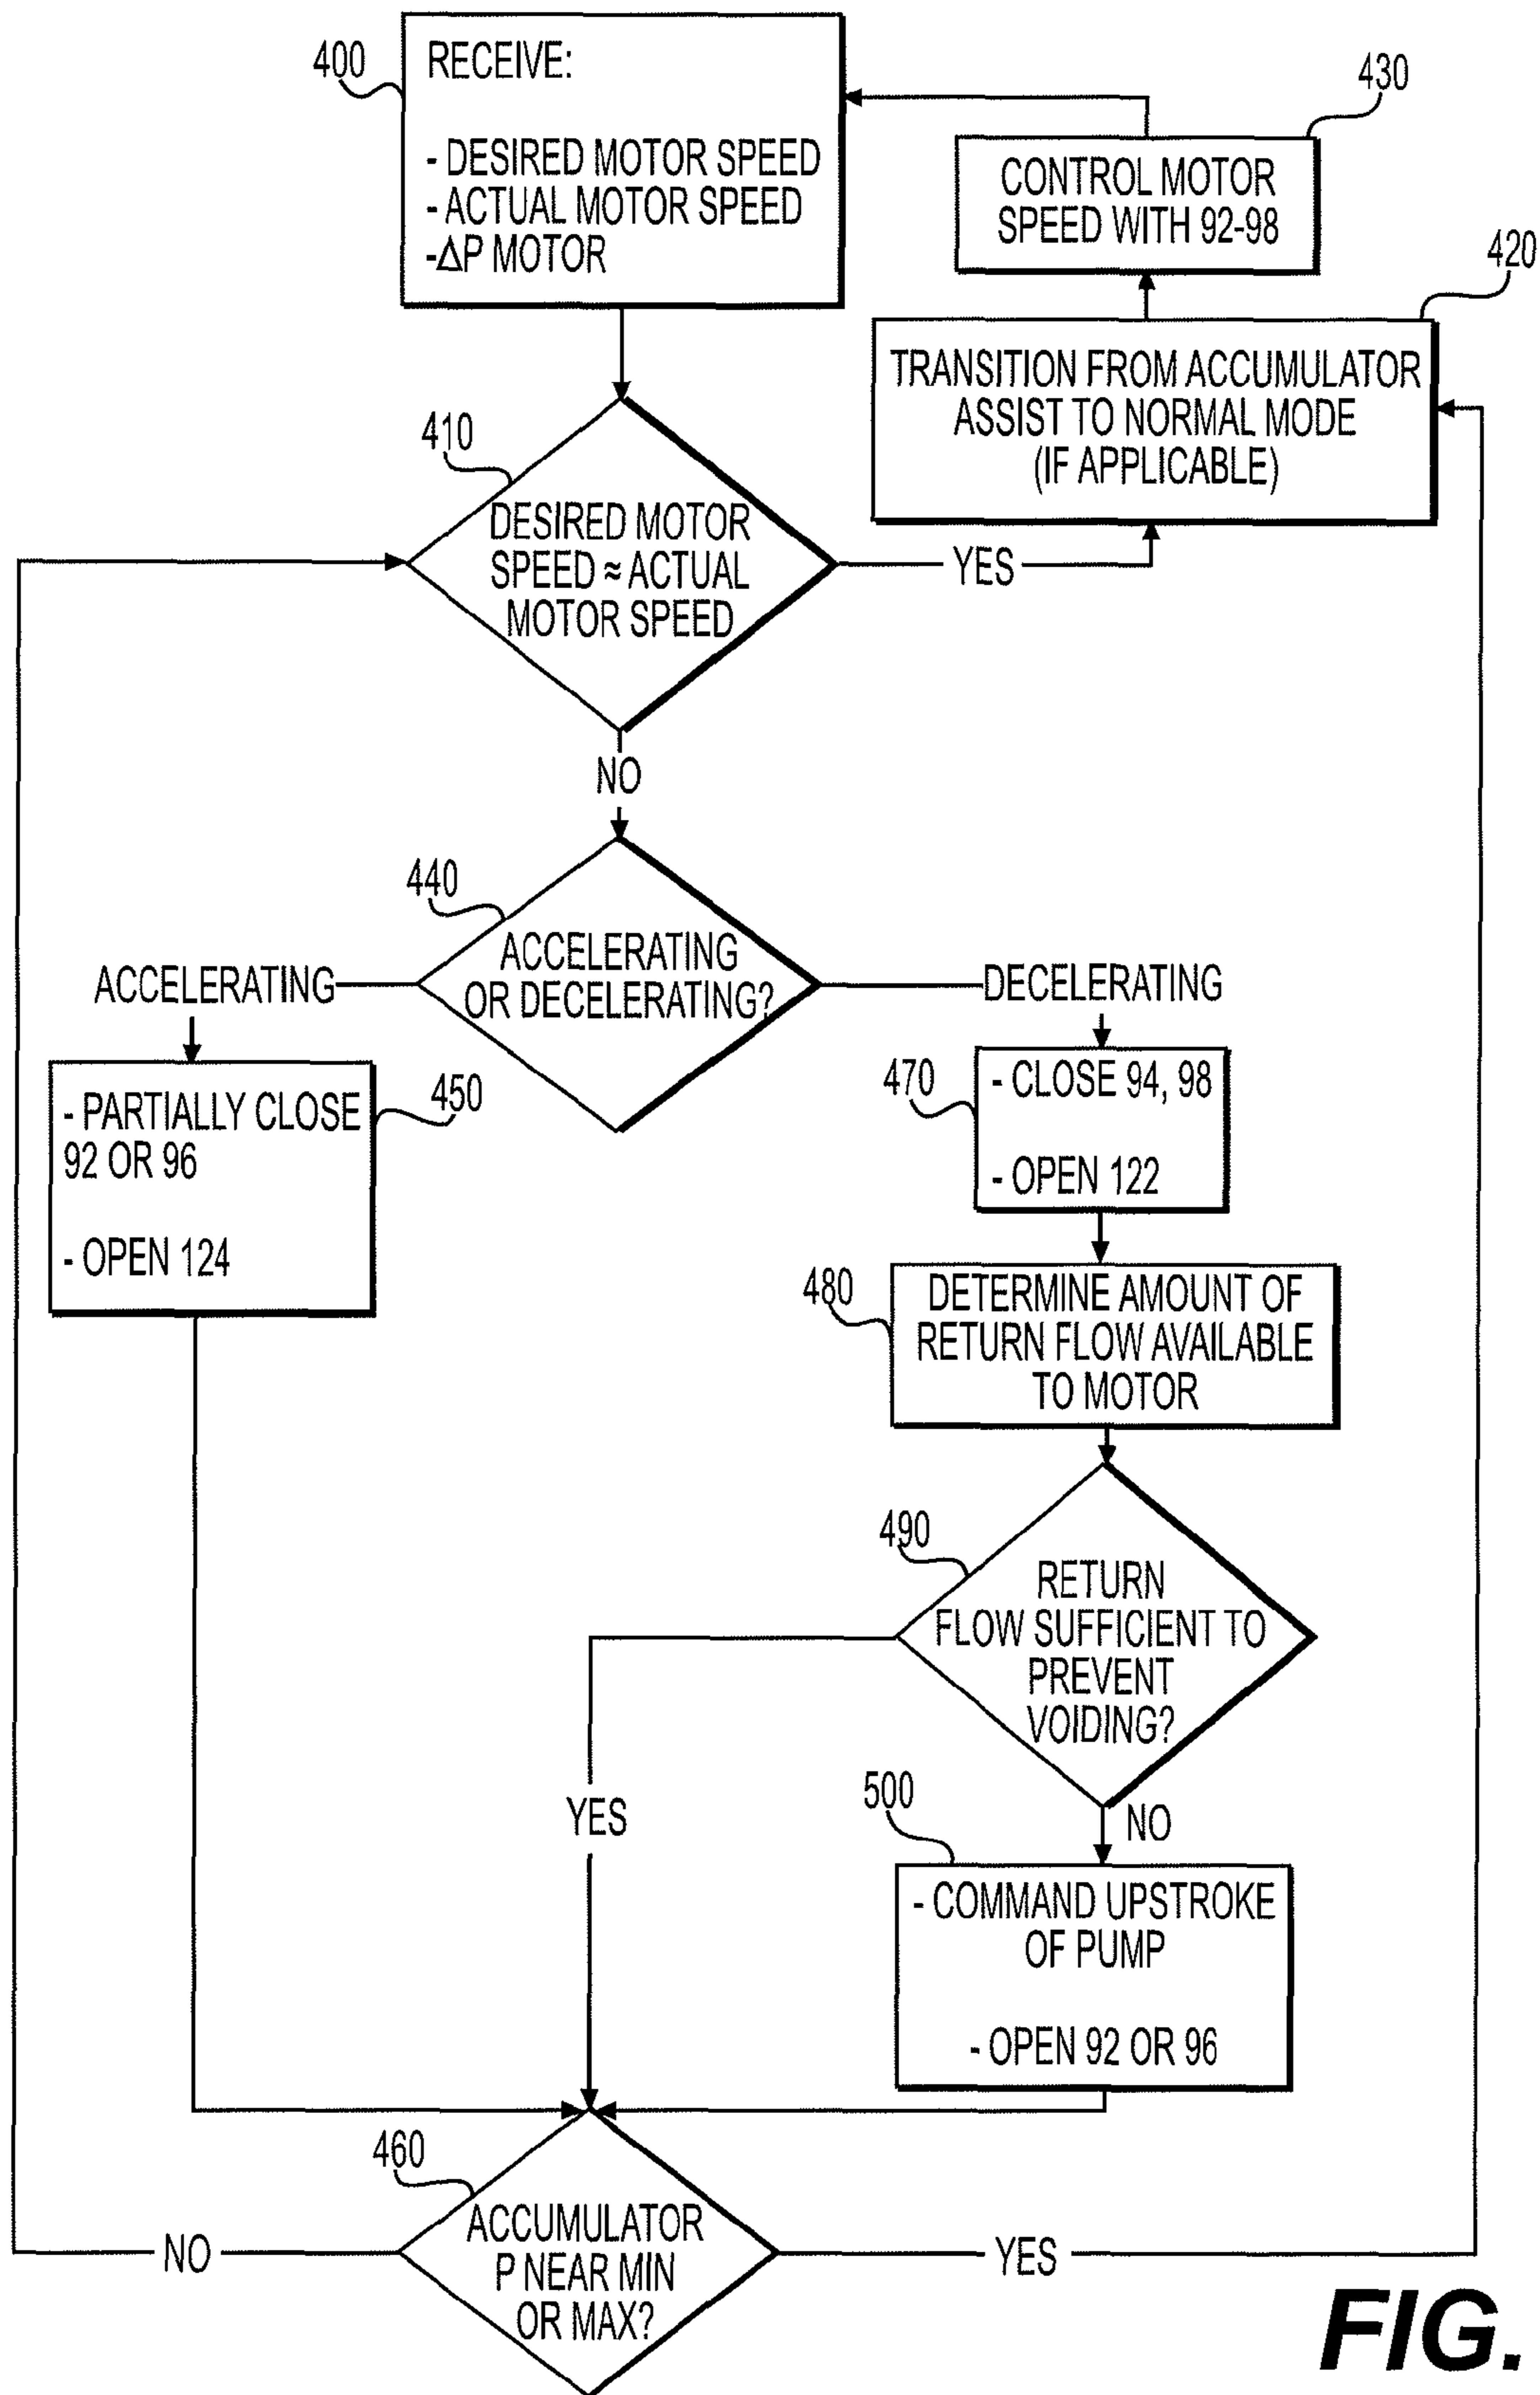 400
RECEIVE:
- DESIRED MOTOR SPEED
- ACTUAL MOTOR SPEED
-ΔP MOTOR
430
CONTROL MOTOR
SPEED WITH 92-98
420
TRANSITION FROM ACCUMULATOR
ASSIST TO NORMAL MODE
(IF APPLICABLE)
410
DESIRED MOTOR
SPEED ≈ ACTUAL
MOTOR SPEED
YES
NO
440
ACCELERATING
OR DECELERATING?
ACCELERATING
DECELERATING
450
- PARTIALLY CLOSE
92 OR 96
- OPEN 124
470
- CLOSE 94, 98
- OPEN 122
480
DETERMINE AMOUNT OF
RETURN FLOW AVAILABLE
TO MOTOR
490
RETURN
FLOW SUFFICIENT TO
PREVENT
VOIDING?
YES
NO
500
- COMMAND UPSTROKE
OF PUMP
- OPEN 92 OR 96
460
ACCUMULATOR
P NEAR MIN
OR MAX?
NO
YES
FIG.